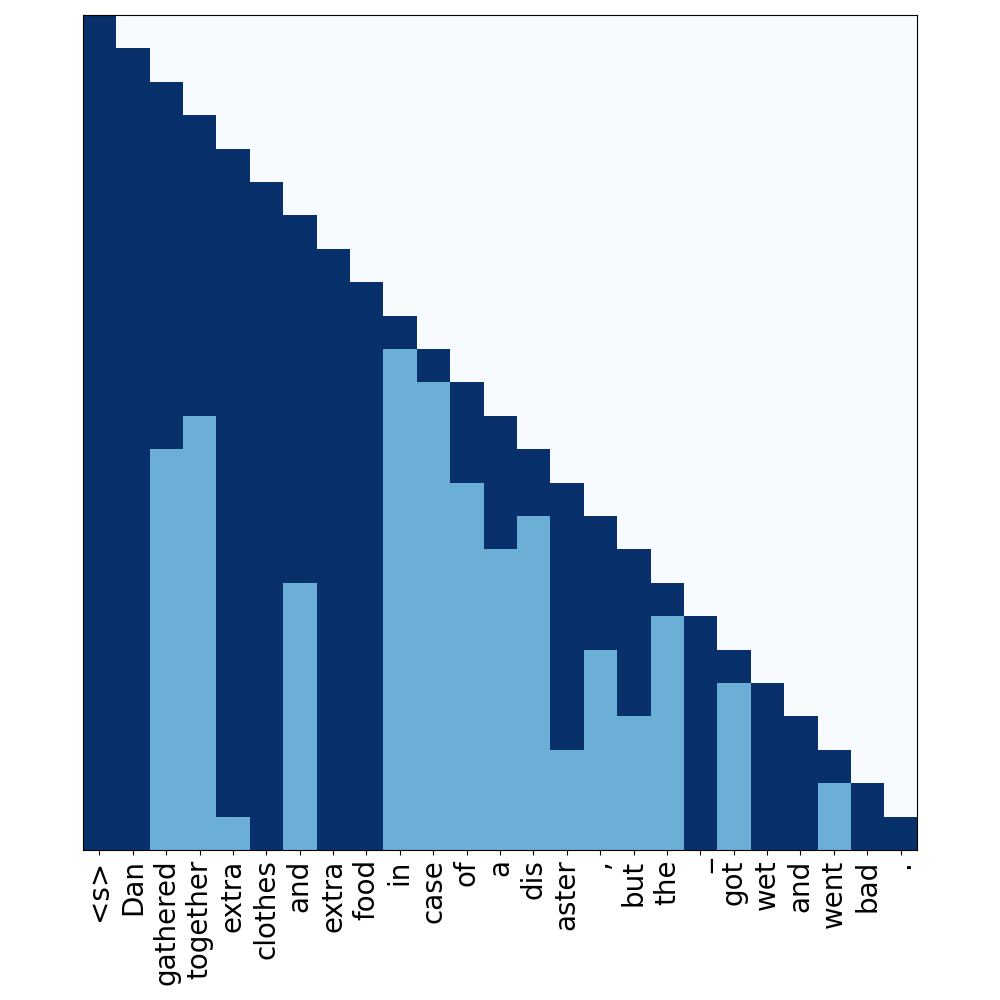 <s>
Dan
gathered
together
extra
clothes
and
extra
food
in
case
of
a
dis
aster
,
but
the
_
got
wet
and
went
bad
.